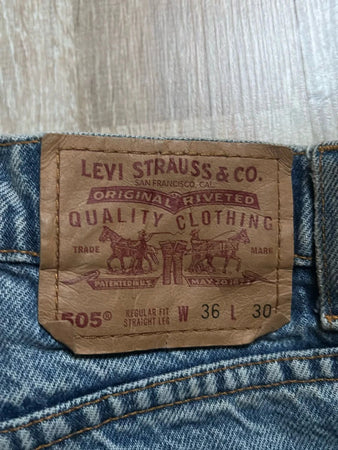 LEVI STRAUSS & CO.
SAN FRANCISCO, CAL.
ORIGINAL RIVETED
QUALITY CLOTHING
TRADE MARK
PATENTED IN U.S. MAY 20 1873
505® REGULAR FIT W 36 L 30
STRAIGHT LEG